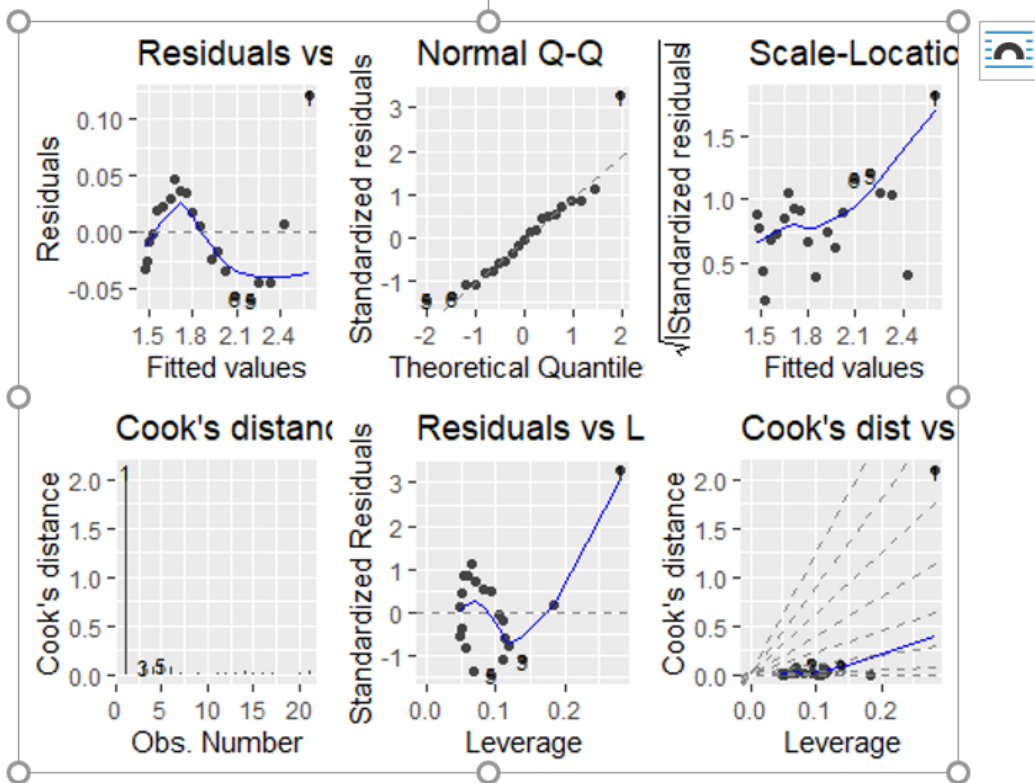 Residuals vs
Residuals
0.10
0.05
0.00
-0.05
1.5 1.8 2.1 2.4
Fitted values
Normal Q-Q
Standardized residuals
3
2
1
0
-1
-2 -1 0 1 2
Theoretical Quantile
Scale-Locatio
√|Standardized residuals|
1.5
1.0
0.5
1.5 1.8 2.1 2.4
Fitted values
Cook's distanc
Cook's distance
2.0
1.5
1.0
0.5
0.0
1
3 5
0 5 10 15 20
Obs. Number
Residuals vs L
Standardized Residuals
3
2
1
0
-1
0.0 0.1 0.2
Leverage
Cook's dist vs
Cook's distance
2.0
1.5
1.0
0.5
0.0
0.0 0.1 0.2
Leverage